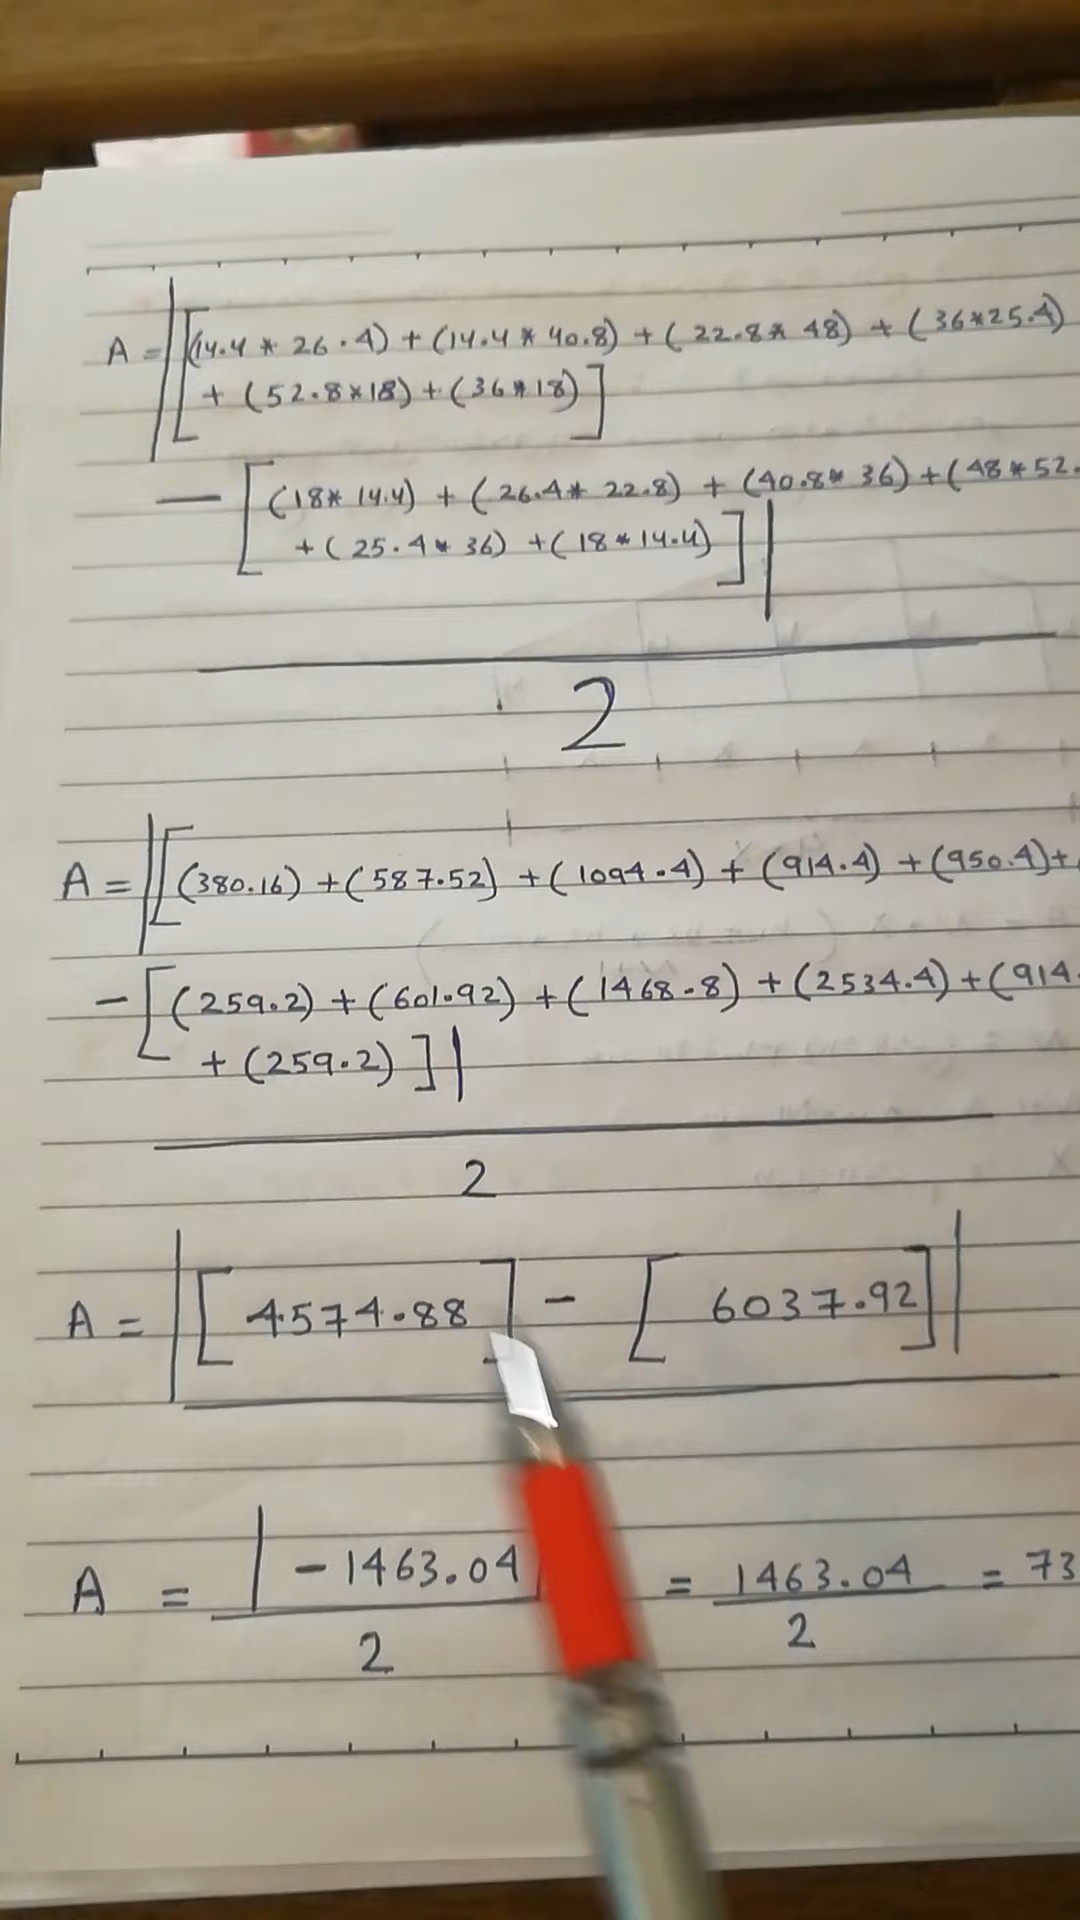 A = |[(14.4 * 26.4) + (14.4 * 40.8) + (22.8 * 48) + (36*25.4)
+ (52.8*18) + (36*18)]
— [(18* 14.4) + (26.4* 22.8) + (40.8* 36) + (48*52.
+ (25.4* 36) + (18*14.4)]|
2
A = |[(380.16) + (587.52) + (1094.4) + (914.4) + (950.4)+
- [(259.2) + (601.92) + (1468.8) + (2534.4) + (914.
+ (259.2)]|
2
A = |[4574.88] - [6037.92]|
A = |-1463.04 = 1463.04 = 73
2 2